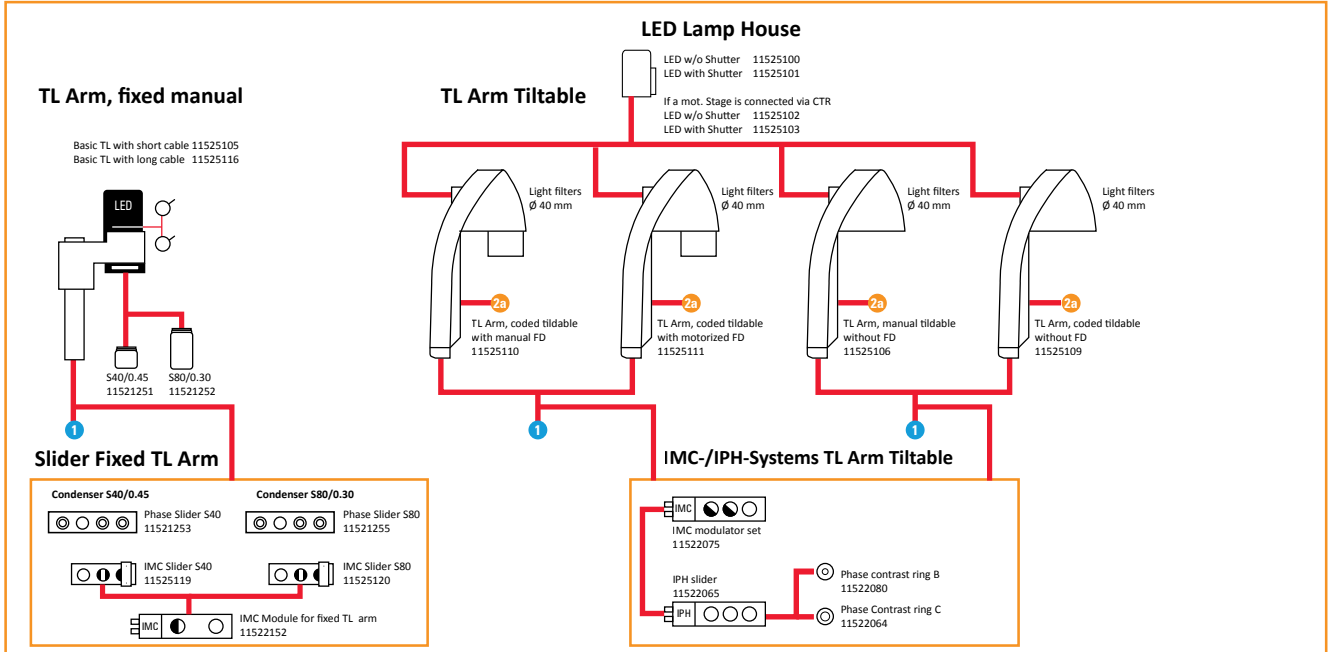 LED Lamp House
LED w/o Shutter 11525100
LED with Shutter 11525101
If a mot. Stage is connected via CTR
LED w/o Shutter 11525102
LED with Shutter 11525103
TL Arm, fixed manual
Basic TL with short cable 11525105
Basic TL with long cable 11525116
LED
S40/0.45
11521251
S80/0.30
11521252
1
TL Arm Tiltable
Light filters
Ø 40 mm
Light filters
Ø 40 mm
Light filters
Ø 40 mm
Light filters
Ø 40 mm
2a
2a
2a
2a
TL Arm, coded tildable
with manual FD
11525110
TL Arm, coded tildable
with motorized FD
11525111
TL Arm, manual tildable
without FD
11525106
TL Arm, coded tildable
without FD
11525109
1
1
Slider Fixed TL Arm
Condenser S40/0.45
Phase Slider S40
11521253
IMC Slider S40
11525119
Condenser S80/0.30
Phase Slider S80
11521255
IMC Slider S80
11525120
IMC
IMC Module for fixed TL arm
11522152
IMC-/IPH-Systems TL Arm Tiltable
IMC
IMC modulator set
11522075
IPH slider
11522065
IPH
Phase contrast ring B
11522080
Phase Contrast ring C
11522064